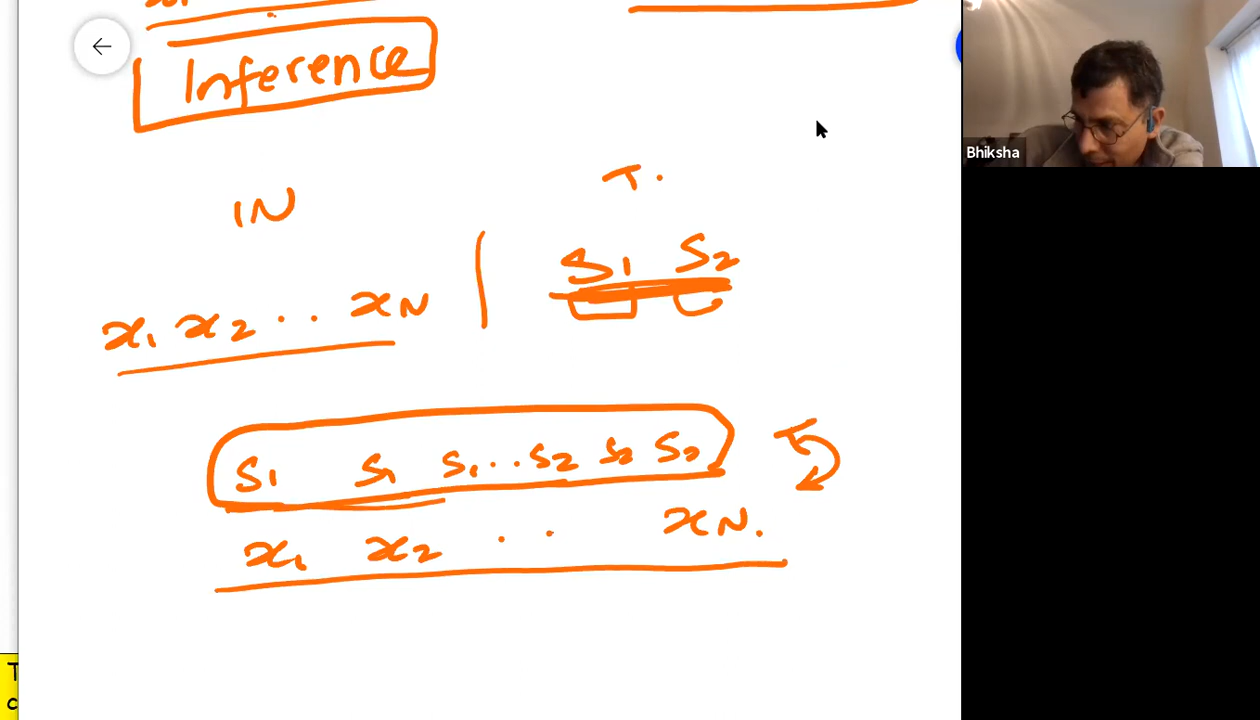 Inference
Bhiksha
IN
T.
x1 x2 .. xN | S1 S2
S1 S1 S1 .. S2 S2 S2
x1 x2 .. xN.